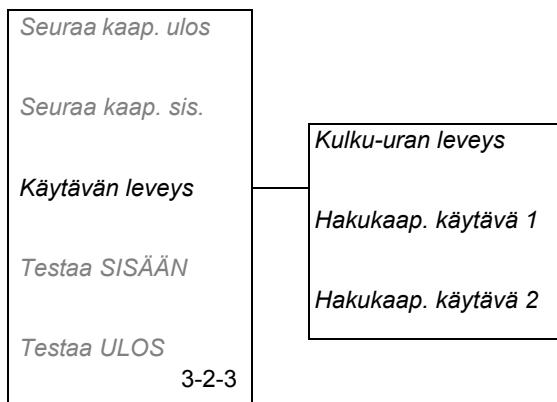 Seuraa kaap. ulos
Seuraa kaap. sis.
Käytävän leveys
Testaa SISÄÄN
Testaa ULOS
3-2-3
Kulku-uran leveys
Hakukaap. käytävä 1
Hakukaap. käytävä 2